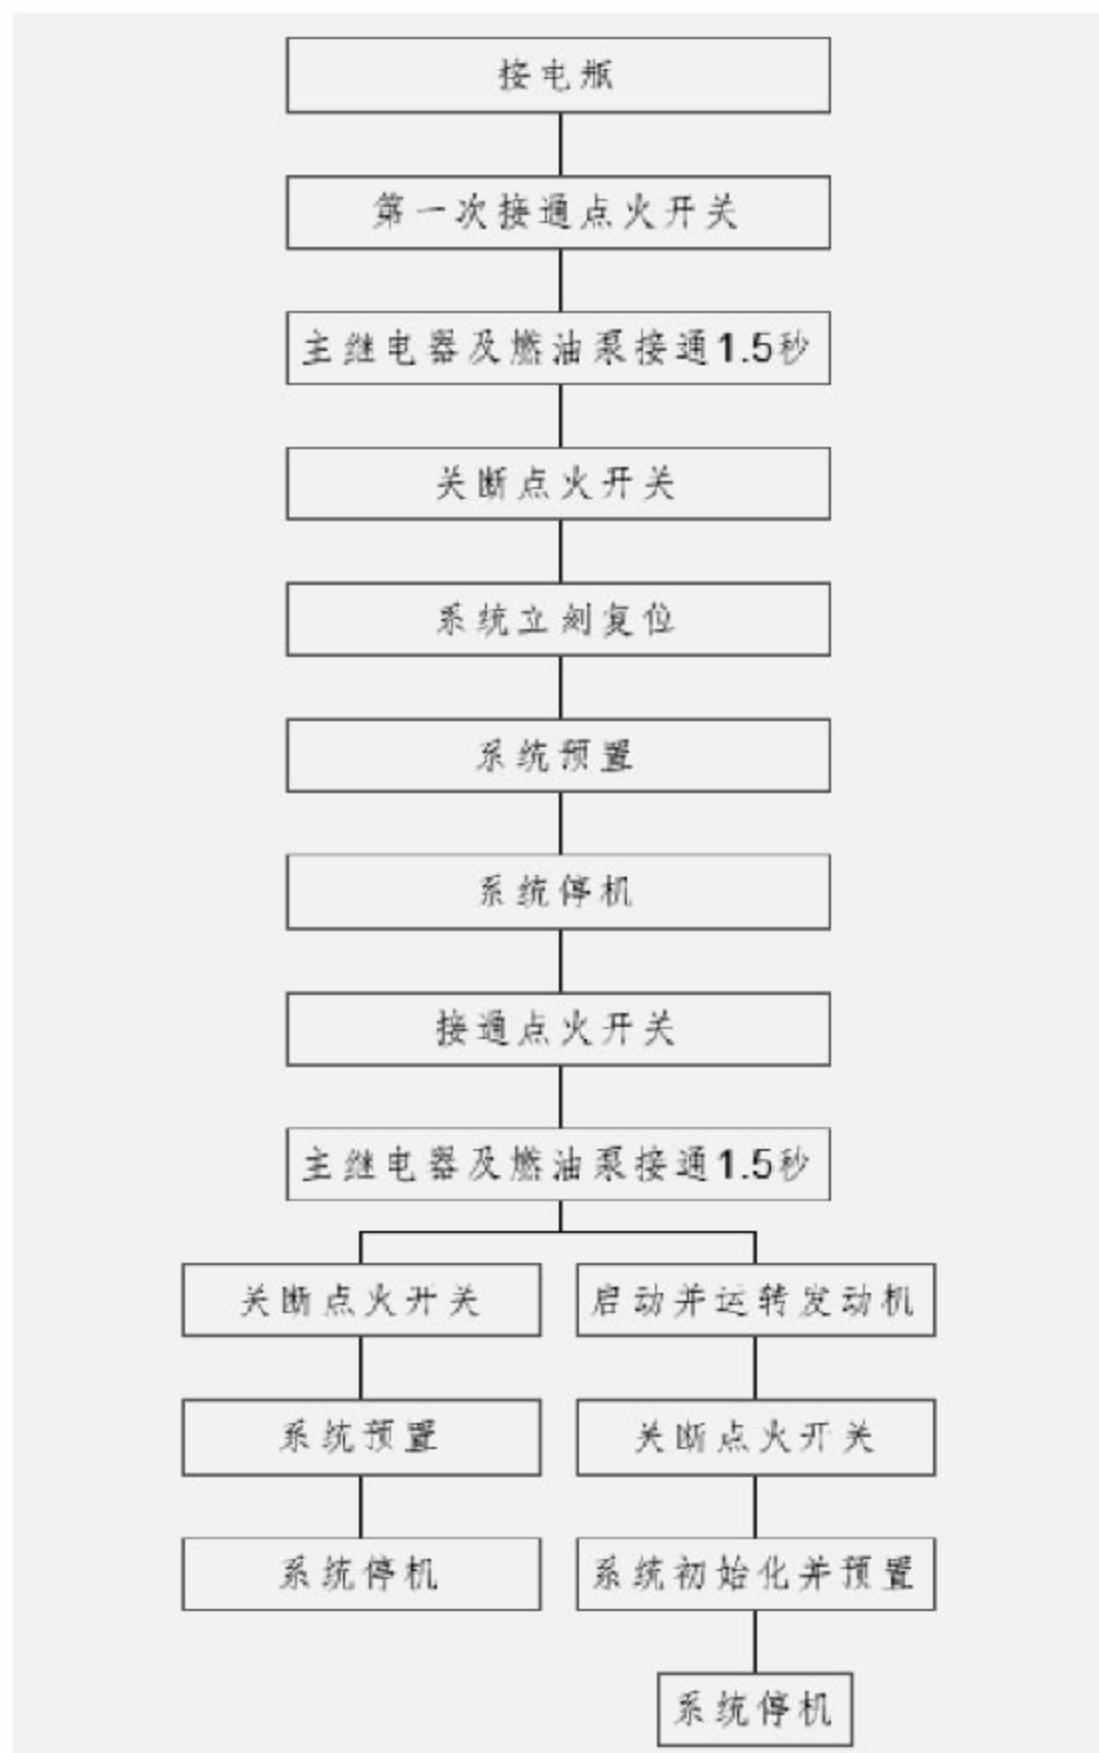 接电瓶
第一次接通点火开关
主继电器及燃油泵接通1.5秒
关断点火开关
系统立刻复位
系统预置
系统停机
接通点火开关
主继电器及燃油泵接通1.5秒
关断点火开关
启动并运转发动机
系统预置
关断点火开关
系统停机
系统初始化并预置
系统停机